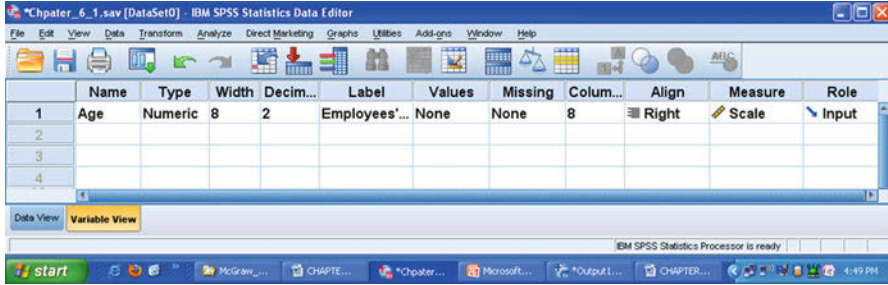 *Chpater_6_1.sav [DataSet0] - IBM SPSS Statistics Data Editor
File Edit View Data Transform Analyze Direct Marketing Graphs Utilities Add-ons Window Help
Name Type Width Decim... Label Values Missing Colum... Align Measure Role
1 Age Numeric 8 2 Employees'... None None 8 Right Scale Input
2
3
4
Data View Variable View
IBM SPSS Statistics Processor is ready
start McGraw_... CHAPTE... *Chpater... Microsoft... *Output1... CHAPTER... 4:49 PM